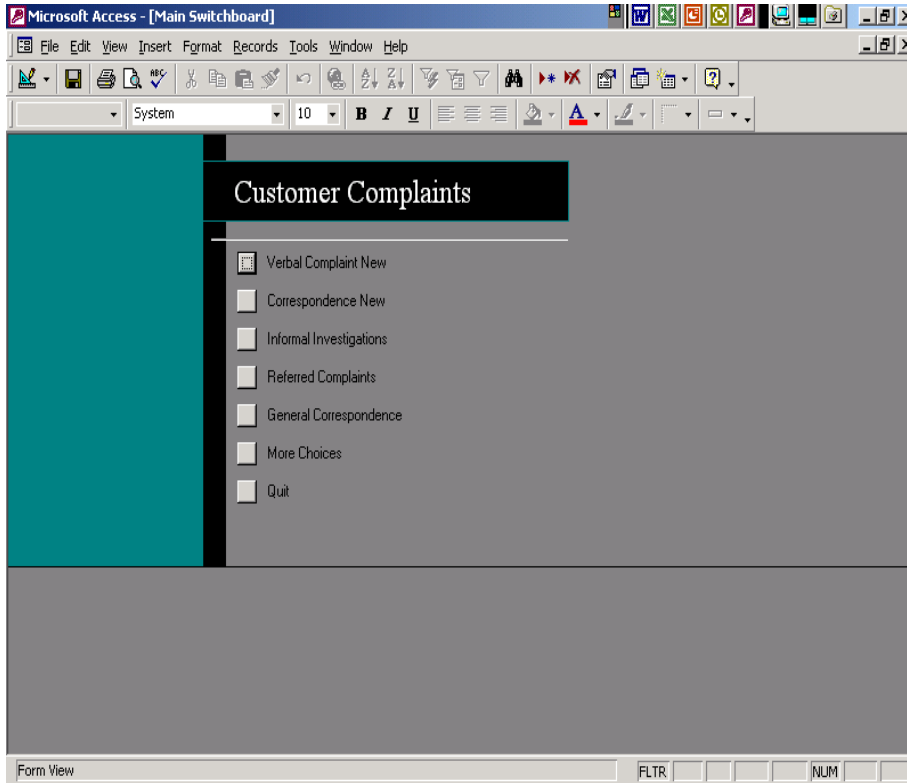 Microsoft Access - [Main Switchboard]
File Edit View Insert Format Records Tools Window Help
System 10 B I U A
Customer Complaints
Verbal Complaint New
Correspondence New
Informal Investigations
Referred Complaints
General Correspondence
More Choices
Quit
Form View FLTR NUM